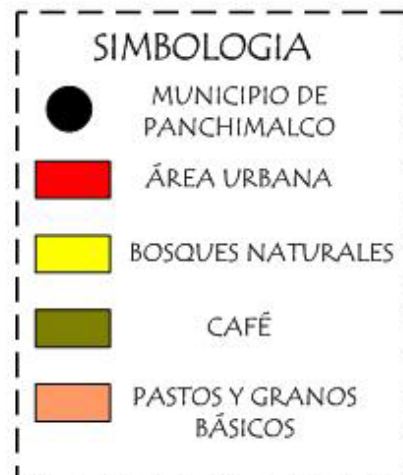 SIMBOLOGIA
MUNICIPIO DE
PANCHIMALCO
ÁREA URBANA
BOSQUES NATURALES
CAFÉ
PASTOS Y GRANOS
BÁSICOS